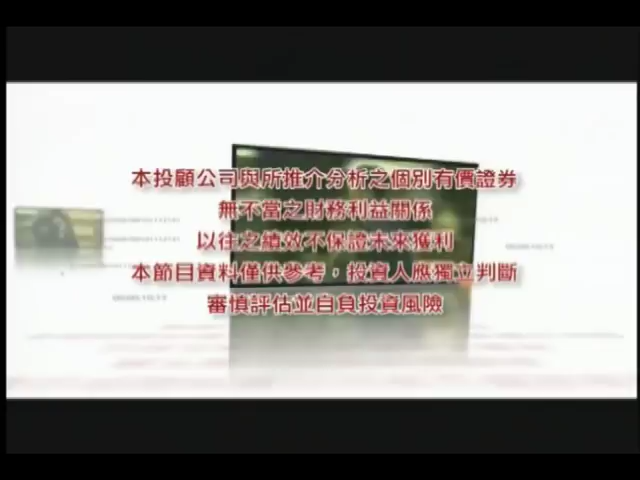 本投顧公司與所推介分析之個別有價證券
無不當之財務利益關係
以往之績效不保證未來獲利
本節目資料僅供參考，投資人應獨立判斷
審慎評估並自負投資風險